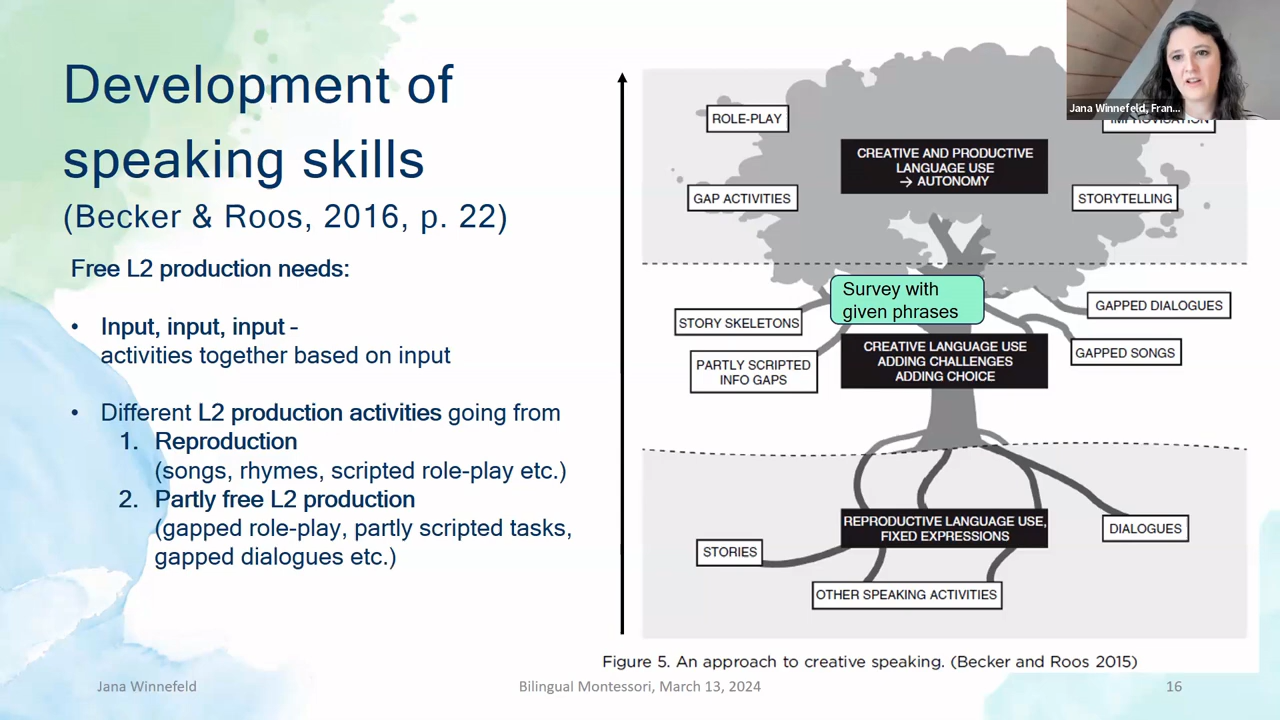 Development of
speaking skills
(Becker & Roos, 2016, p. 22)
Free L2 production needs:
• Input, input, input -
activities together based on input
• Different L2 production activities going from
1. Reproduction
(songs, rhymes, scripted role-play etc.)
2. Partly free L2 production
(gapped role-play, partly scripted tasks,
gapped dialogues etc.)
Jana Winnefeld, Fran...
ROLE-PLAY
IMPROVISATION
CREATIVE AND PRODUCTIVE
LANGUAGE USE
→ AUTONOMY
GAP ACTIVITIES
STORYTELLING
Survey with
given phrases
STORY SKELETONS
GAPPED DIALOGUES
PARTLY SCRIPTED
INFO GAPS
CREATIVE LANGUAGE USE
ADDING CHALLENGES
ADDING CHOICE
GAPPED SONGS
REPRODUCTIVE LANGUAGE USE,
FIXED EXPRESSIONS
DIALOGUES
STORIES
OTHER SPEAKING ACTIVITIES
Figure 5. An approach to creative speaking. (Becker and Roos 2015)
Jana Winnefeld
Bilingual Montessori, March 13, 2024
16